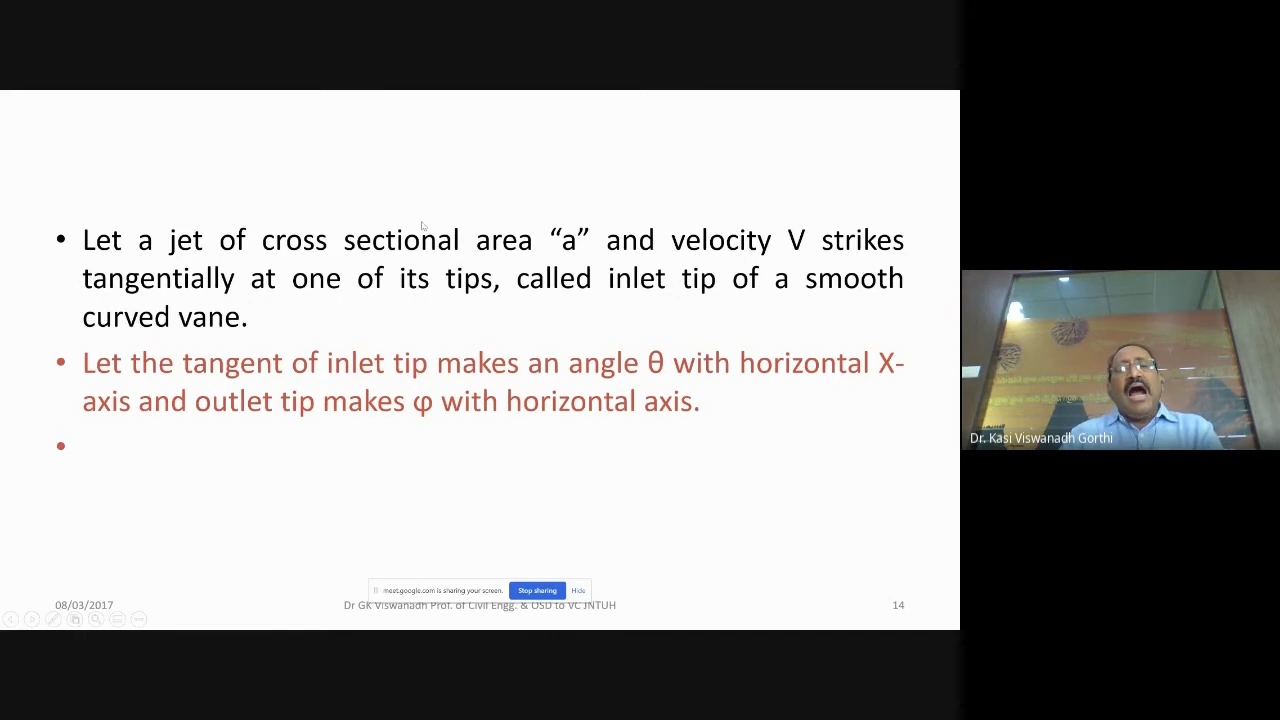 • Let a jet of cross sectional area “a” and velocity V strikes
tangentially at one of its tips, called inlet tip of a smooth
curved vane.
• Let the tangent of inlet tip makes an angle θ with horizontal X-
axis and outlet tip makes φ with horizontal axis.
•
meet.google.com is sharing your screen. Stop sharing Hide
08/03/2017 Dr GK Viswanadh Prof. of Civil Engg. & OSD to VC JNTUH 14
Dr. Kasi Viswanadh Gorthi